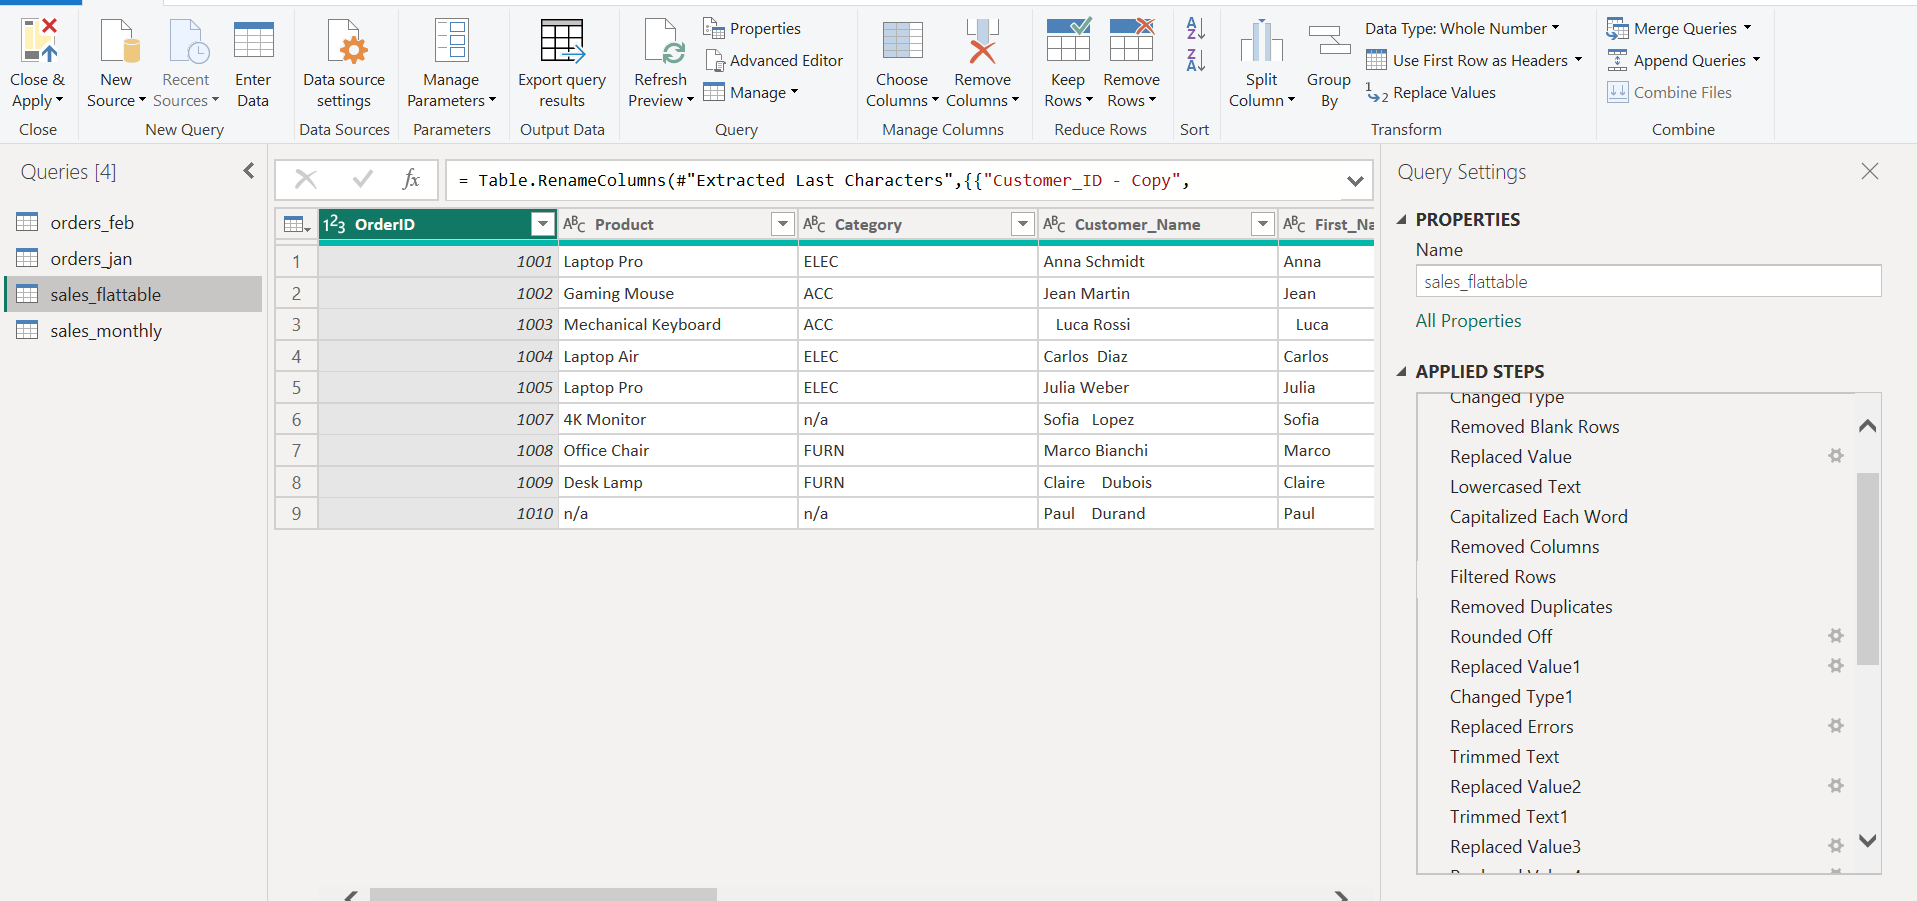 Close & Apply
Close
New Source
Recent Sources
Enter Data
New Query
Data source settings
Data Sources
Manage Parameters
Parameters
Export query results
Output Data
Refresh Preview
Properties
Advanced Editor
Manage
Query
Choose Columns
Remove Columns
Manage Columns
Keep Rows
Remove Rows
Reduce Rows
Sort
Split Column
Group By
Data Type: Whole Number
Use First Row as Headers
Replace Values
Transform
Merge Queries
Append Queries
Combine Files
Combine
Queries [4]
orders_feb
orders_jan
sales_flattable
sales_monthly
fx
= Table.RenameColumns(#"Extracted Last Characters",{{"Customer_ID - Copy",
123 OrderID ABC Product ABC Category ABC Customer_Name ABC First_Na
1 1001 Laptop Pro ELEC Anna Schmidt Anna
2 1002 Gaming Mouse ACC Jean Martin Jean
3 1003 Mechanical Keyboard ACC Luca Rossi Luca
4 1004 Laptop Air ELEC Carlos  Diaz Carlos
5 1005 Laptop Pro ELEC Julia Weber Julia
6 1007 4K Monitor n/a Sofia   Lopez Sofia
7 1008 Office Chair FURN Marco Bianchi Marco
8 1009 Desk Lamp FURN Claire    Dubois Claire
9 1010 n/a n/a Paul    Durand Paul
Query Settings
PROPERTIES
Name
sales_flattable
All Properties
APPLIED STEPS
Changed Type
Removed Blank Rows
Replaced Value
Lowercased Text
Capitalized Each Word
Removed Columns
Filtered Rows
Removed Duplicates
Rounded Off
Replaced Value1
Changed Type1
Replaced Errors
Trimmed Text
Replaced Value2
Trimmed Text1
Replaced Value3